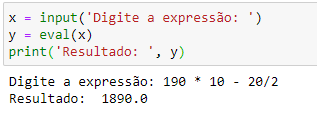 x = input('Digite a expressão: ')
y = eval(x)
print('Resultado: ', y)
Digite a expressão: 190 * 10 - 20/2
Resultado:  1890.0